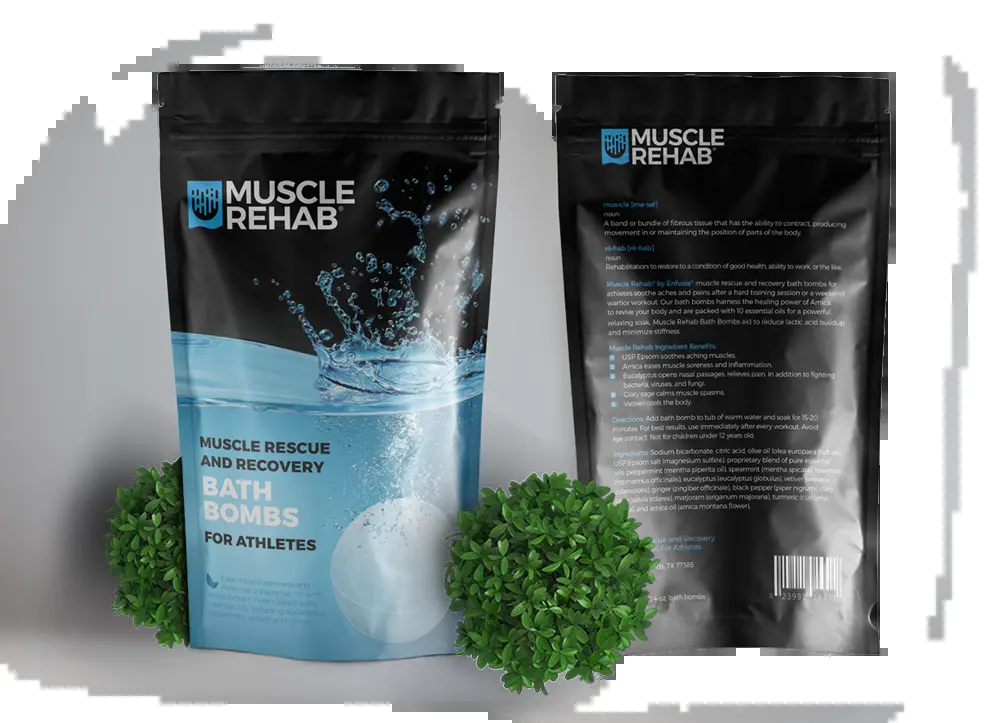 MUSCLE
REHAB®
MUSCLE RESCUE
AND RECOVERY
BATH
BOMBS
FOR ATHLETES
MUSCLE
REHAB®
noun
A band or bundle of fibrous tissue that has the ability to contract, producing
movement in or maintaining the position of parts of the body.
noun
Rehabilitation to restore to a condition of good health, ability to work, or the like.
Muscle Rehab® by Enfusia® muscle rescue and recovery bath bombs for
athletes soothe aches and pains after a hard training session or a weekend
warrior workout. Our bath bombs harness the healing power of Arnica
to revive your body and are packed with 10 essential oils for a powerful,
relaxing soak. Muscle Rehab Bath Bombs aid to reduce lactic acid buildup
and minimize stiffness.
Muscle Rehab Ingredient Benefits:
USP Epsom soothes aching muscles.
Arnica eases muscle soreness and inflammation.
Eucalyptus opens nasal passages, relieves pain, in addition to fighting
bacteria, viruses, and fungi.
Clary sage calms muscle spasms.
Vetiver cools the body.
Directions: Add bath bomb to tub of warm water and soak for 15-20
minutes. For best results, use immediately after every workout. Avoid
eye contact. Not for children under 12 years old.
Ingredients: Sodium bicarbonate, citric acid, olive oil (olea europaea fruit oil),
USP Epsom salt (magnesium sulfate), proprietary blend of pure essential
peppermint (mentha piperita oil), spearmint (mentha spicata),
officinalis), eucalyptus (eucalyptus globulus), vetiver
ginger (zingiber officinale), black pepper (piper nigrum), clary
sclarea), marjoram (origanum majorana), turmeric
and arnica oil (arnica montana flower).
and Recovery
For Athletes
TX 77385
oz. bath bombs